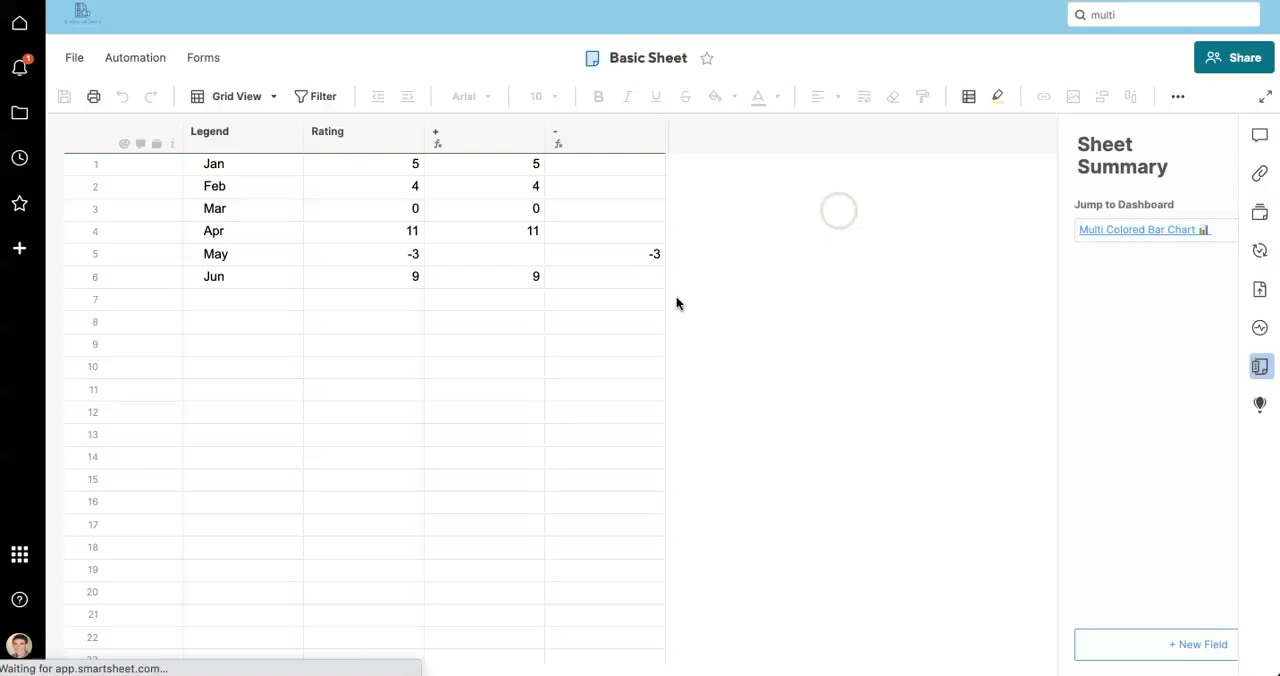 multi
File Automation Forms Basic Sheet Share
1
Grid View Filter Arial 10 B I U S A
Legend Rating + -
fx fx
1 Jan 5 5
2 Feb 4 4
3 Mar 0 0
4 Apr 11 11
5 May -3 -3
6 Jun 9 9
7
8
9
10
11
12
13
14
15
16
17
18
19
20
21
22
Sheet
Summary
Jump to Dashboard
Multi Colored Bar Chart
+ New Field
Waiting for app.smartsheet.com...